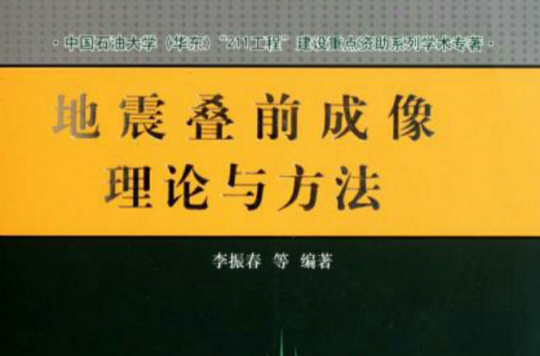 ·中国石油大学（华东）“211工程”建设重点资助系列学术专著·
地震叠前成像
理论与方法
李振春 等 编著